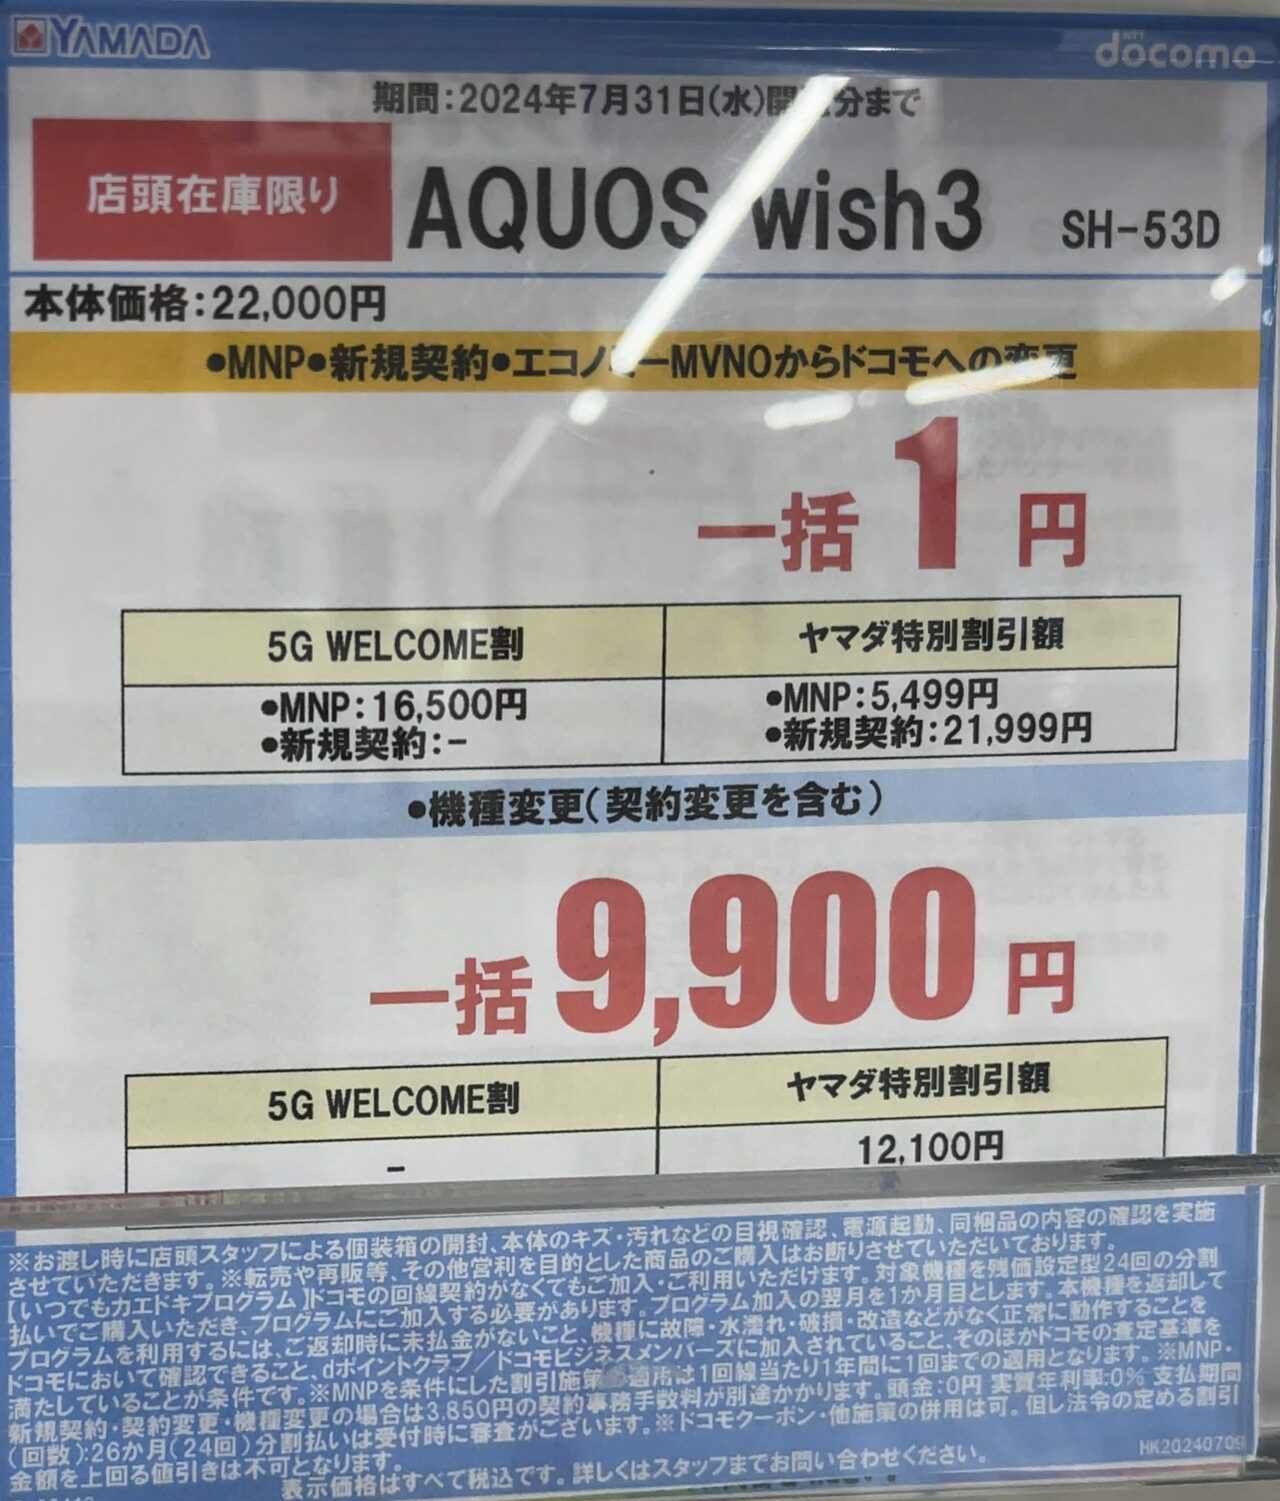 YAMADA
NTT
docomo
期間：2024年7月31日(水)開 分まで
店頭在庫限り
AQUOS wish3 SH-53D
本体価格：22,000円
●MNP●新規契約●エコノミーMVNOからドコモへの変更
一括1円
5G WELCOME割
ヤマダ特別割引額
●MNP：16,500円
●新規契約：-
●MNP：5,499円
●新規契約：21,999円
●機種変更（契約変更を含む）
一括9,900円
5G WELCOME割
ヤマダ特別割引額
-
12,100円
※お渡し時に店頭スタッフによる個装箱の開封、本体のキズ・汚れなどの目視確認、電源起動、同梱品の内容の確認を実施
させていただきます。※転売や再販等、その他営利を目的とした商品のご購入はお断りさせていただいております。
【いつでもカエドキプログラム】ドコモの回線契約がなくてもご加入・ご利用いただけます。対象機種を残価設定型24回の分割
払いでご購入いただき、プログラムにご加入する必要があります。プログラム加入の翌月を1か月目とします。本機種を返却して
プログラムを利用するには、ご返却時に未払金がないこと、機種に故障・水濡れ・破損・改造などがなく正常に動作することを
ドコモにおいて確認できること、dポイントクラブ／ドコモビジネスメンバーズに加入されていること、そのほかドコモの査定基準を
満たしていることが条件です。※MNPを条件にした割引施策 適用は1回線当たり1年間に1回までの適用となります。※MNP・
新規契約・契約変更・機種変更の場合は3,850円の契約事務手数料が別途かかります。頭金：0円 実質年利率：0% 支払期間
(回数)：26か月(24回)分割払いは受付時に審査がございます。※ドコモクーポン・他施策の併用は可。但し法令の定める割引
金額を上回る値引きは不可となります。
表示価格はすべて税込です。詳しくはスタッフまでお問い合わせください。
HK20240709